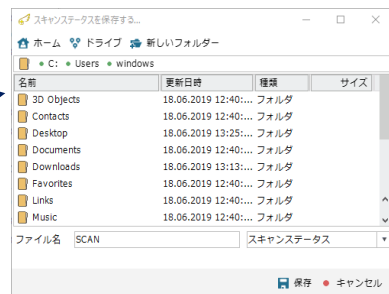 スキャンステータスを保存する...
ホーム ドライブ 新しいフォルダー
C: Users windows
名前 更新日時 種類 サイズ
3D Objects 18.06.2019 12:40:... フォルダ
Contacts 18.06.2019 12:40:... フォルダ
Desktop 18.06.2019 13:25:... フォルダ
Documents 18.06.2019 12:40:... フォルダ
Downloads 18.06.2019 13:13:... フォルダ
Favorites 18.06.2019 12:40:... フォルダ
Links 18.06.2019 12:40:... フォルダ
Music 18.06.2019 12:40:... フォルダ
ファイル名 SCAN スキャンステータス
保存 キャンセル